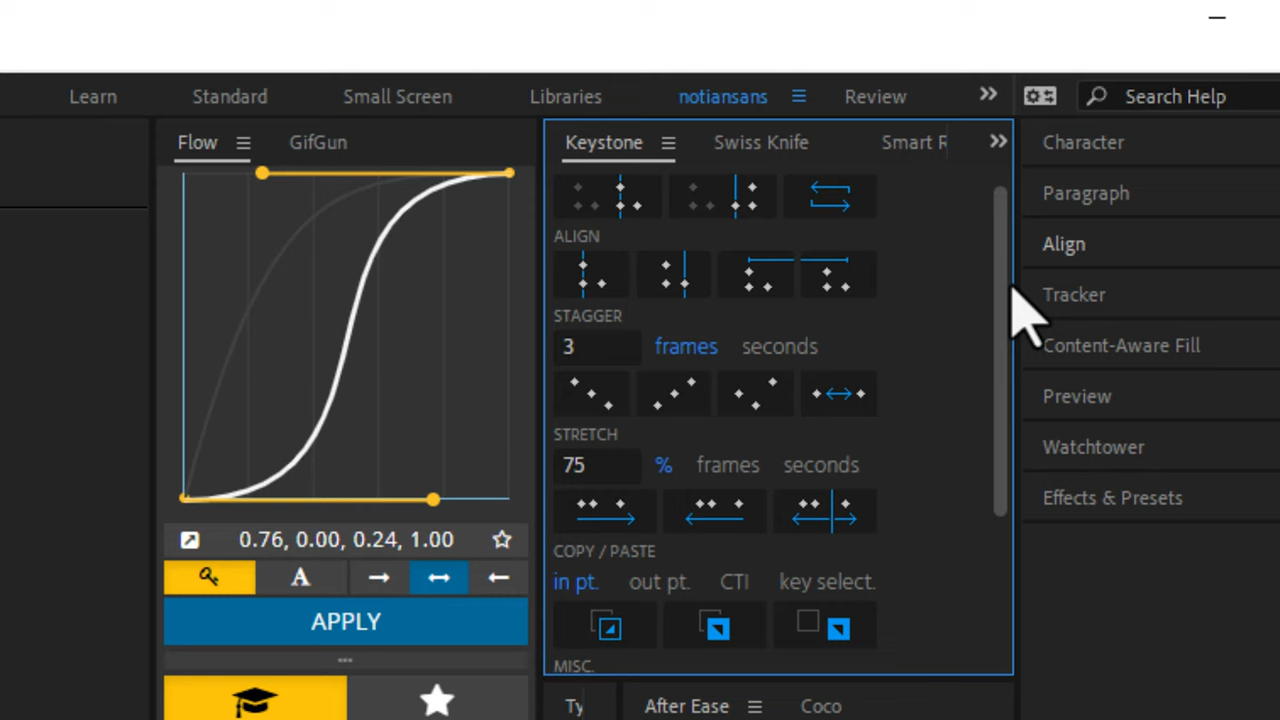 Learn Standard Small Screen Libraries notiansans Review Search Help
Flow GifGun
Keystone Swiss Knife Smart R
ALIGN
STAGGER
3 frames seconds
STRETCH
75 % frames seconds
COPY / PASTE
in pt. out pt. CTI key select.
MISC.
0.76, 0.00, 0.24, 1.00
A
APPLY
Ty After Ease Coco
Character
Paragraph
Align
Tracker
Content-Aware Fill
Preview
Watchtower
Effects & Presets